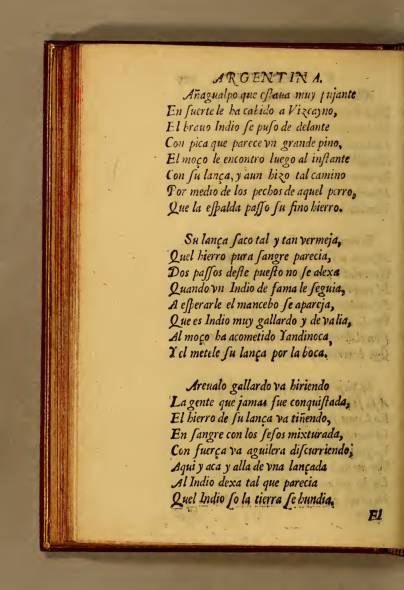 ARGENTINA.
Añagualpo que eſtaua muy pujante
En ſuerte le ha cabido a Vizcayno,
El brauo Indio ſe puſo de delante
Con pica que parece vn grande pino,
El moço le encontro luego al inſtante
Con ſu lança, y aun hizo tal camino
Por medio de los pechos de aquel perro,
Que la eſpalda paſſo ſu fino hierro.
Su lança ſaco tal y tan vermeja,
Quel hierro pura ſangre parecia,
Dos paſſos deſte pueſto no ſe alexa
Quando vn Indio de fama le ſeguia,
A eſperarle el mancebo ſe apareja,
Que es Indio muy gallardo y de valia,
Al moço ha acometido Yandinoca,
Y el metele ſu lança por la boca.
Areualo gallardo va hiriendo
La gente que jamas fue conquiſtada,
El hierro de ſu lança va tiñendo,
En ſangre con los ſeſos mixturada,
Con fuerça va aguilera diſcurriendo,
Aqui y aca y alla de vna lançada
Al Indio dexa tal que parecia
Quel Indio ſo la tierra ſe hundia.
El